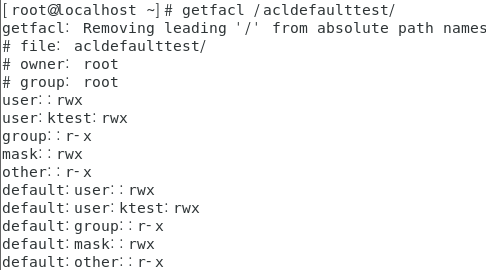 [root@localhost ~]# getfacl /acldefaulttest/
getfacl: Removing leading '/' from absolute path names
# file: acldefaulttest/
# owner: root
# group: root
user::rwx
user:ktest:rwx
group::r-x
mask::rwx
other::r-x
default:user::rwx
default:user:ktest:rwx
default:group::r-x
default:mask::rwx
default:other::r-x